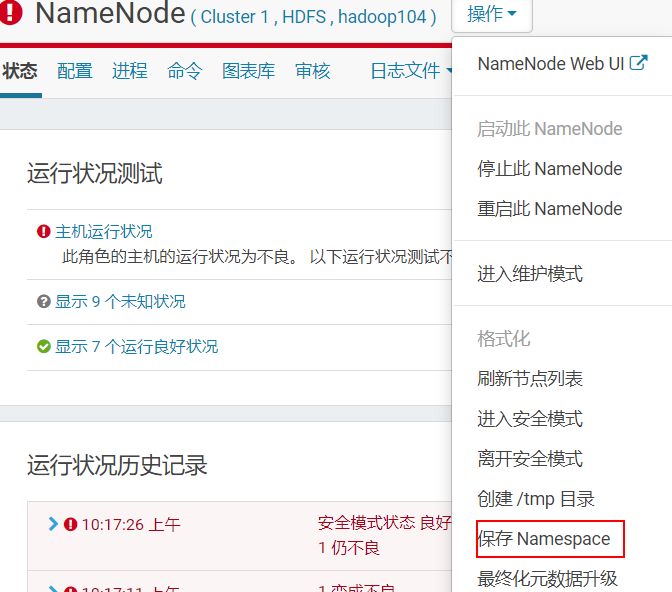 NameNode ( Cluster 1 , HDFS , hadoop104 )
操作
状态 配置 进程 命令 图表库 审核 日志文件
NameNode Web UI
启动此 NameNode
停止此 NameNode
重启此 NameNode
进入维护模式
格式化
刷新节点列表
进入安全模式
离开安全模式
创建 /tmp 目录
保存 Namespace
最终化元数据升级
运行状况测试
主机运行状况
此角色的主机的运行状况为不良。 以下运行状况测试不
显示 9 个未知状况
显示 7 个运行良好状况
运行状况历史记录
10:17:26 上午 安全模式状态 良好
1 仍不良
10:17:11 上午 1 变成不良